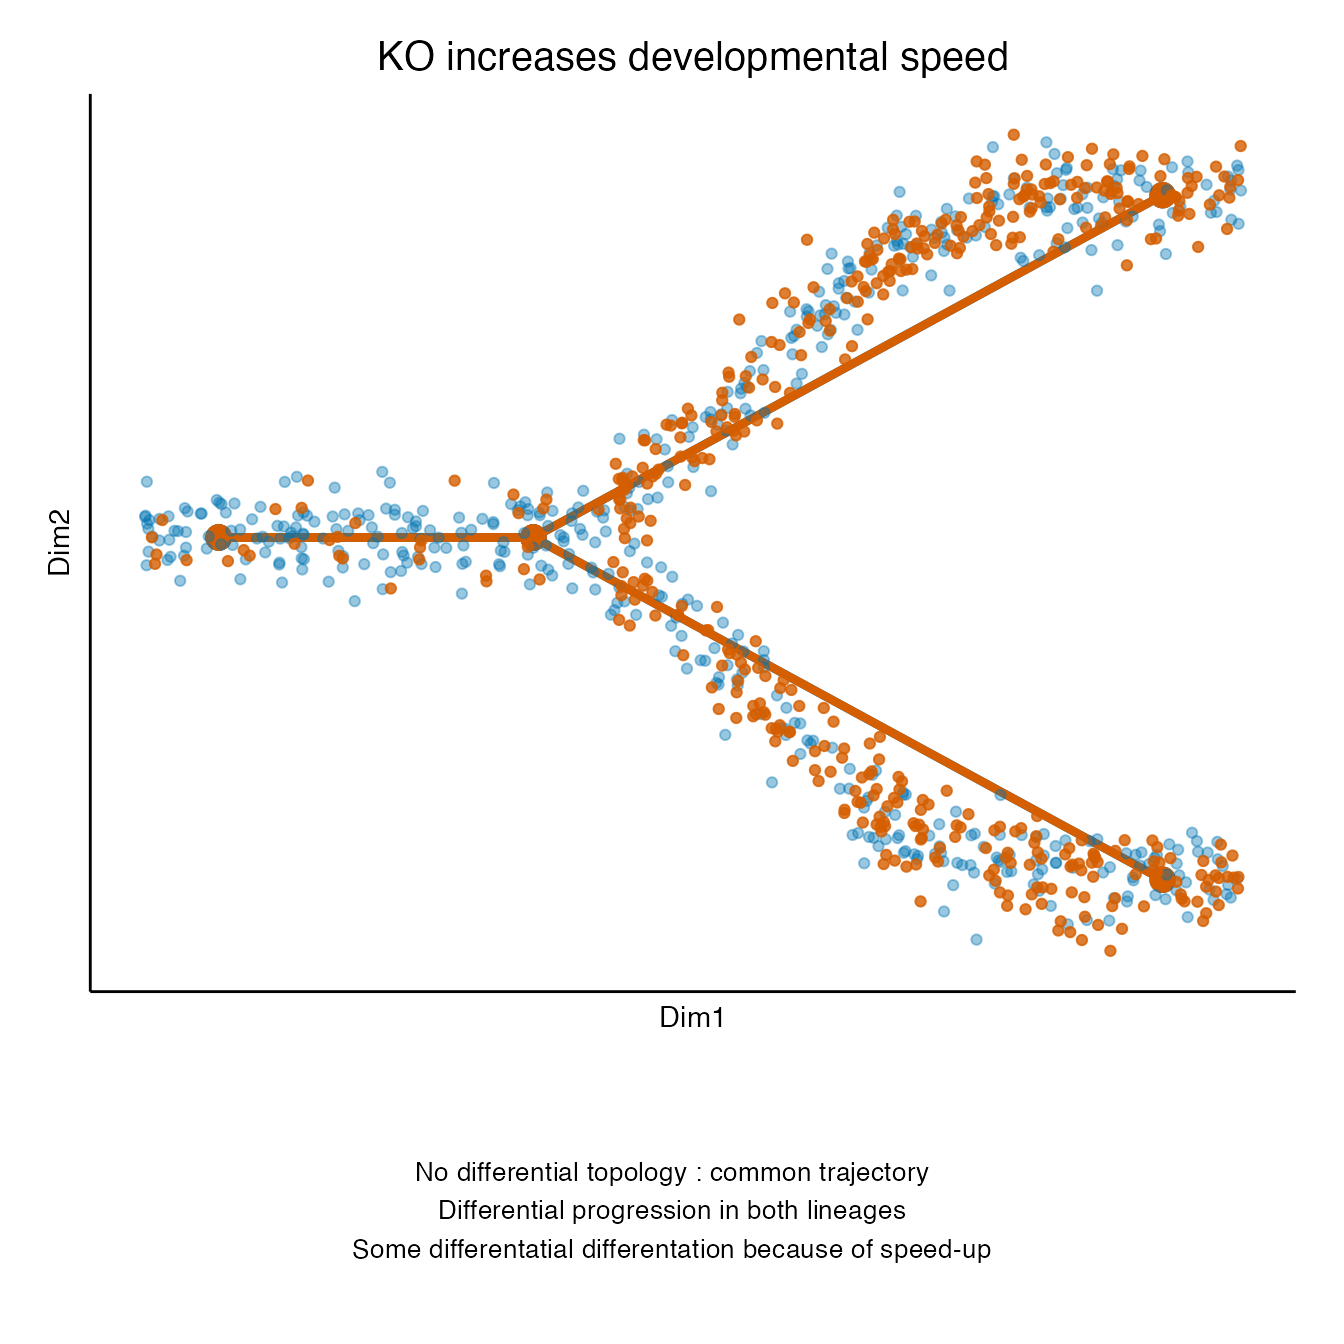 KO increases developmental speed
Dim2
Dim1
No differential topology : common trajectory
Differential progression in both lineages
Some differentatial differentation because of speed-up